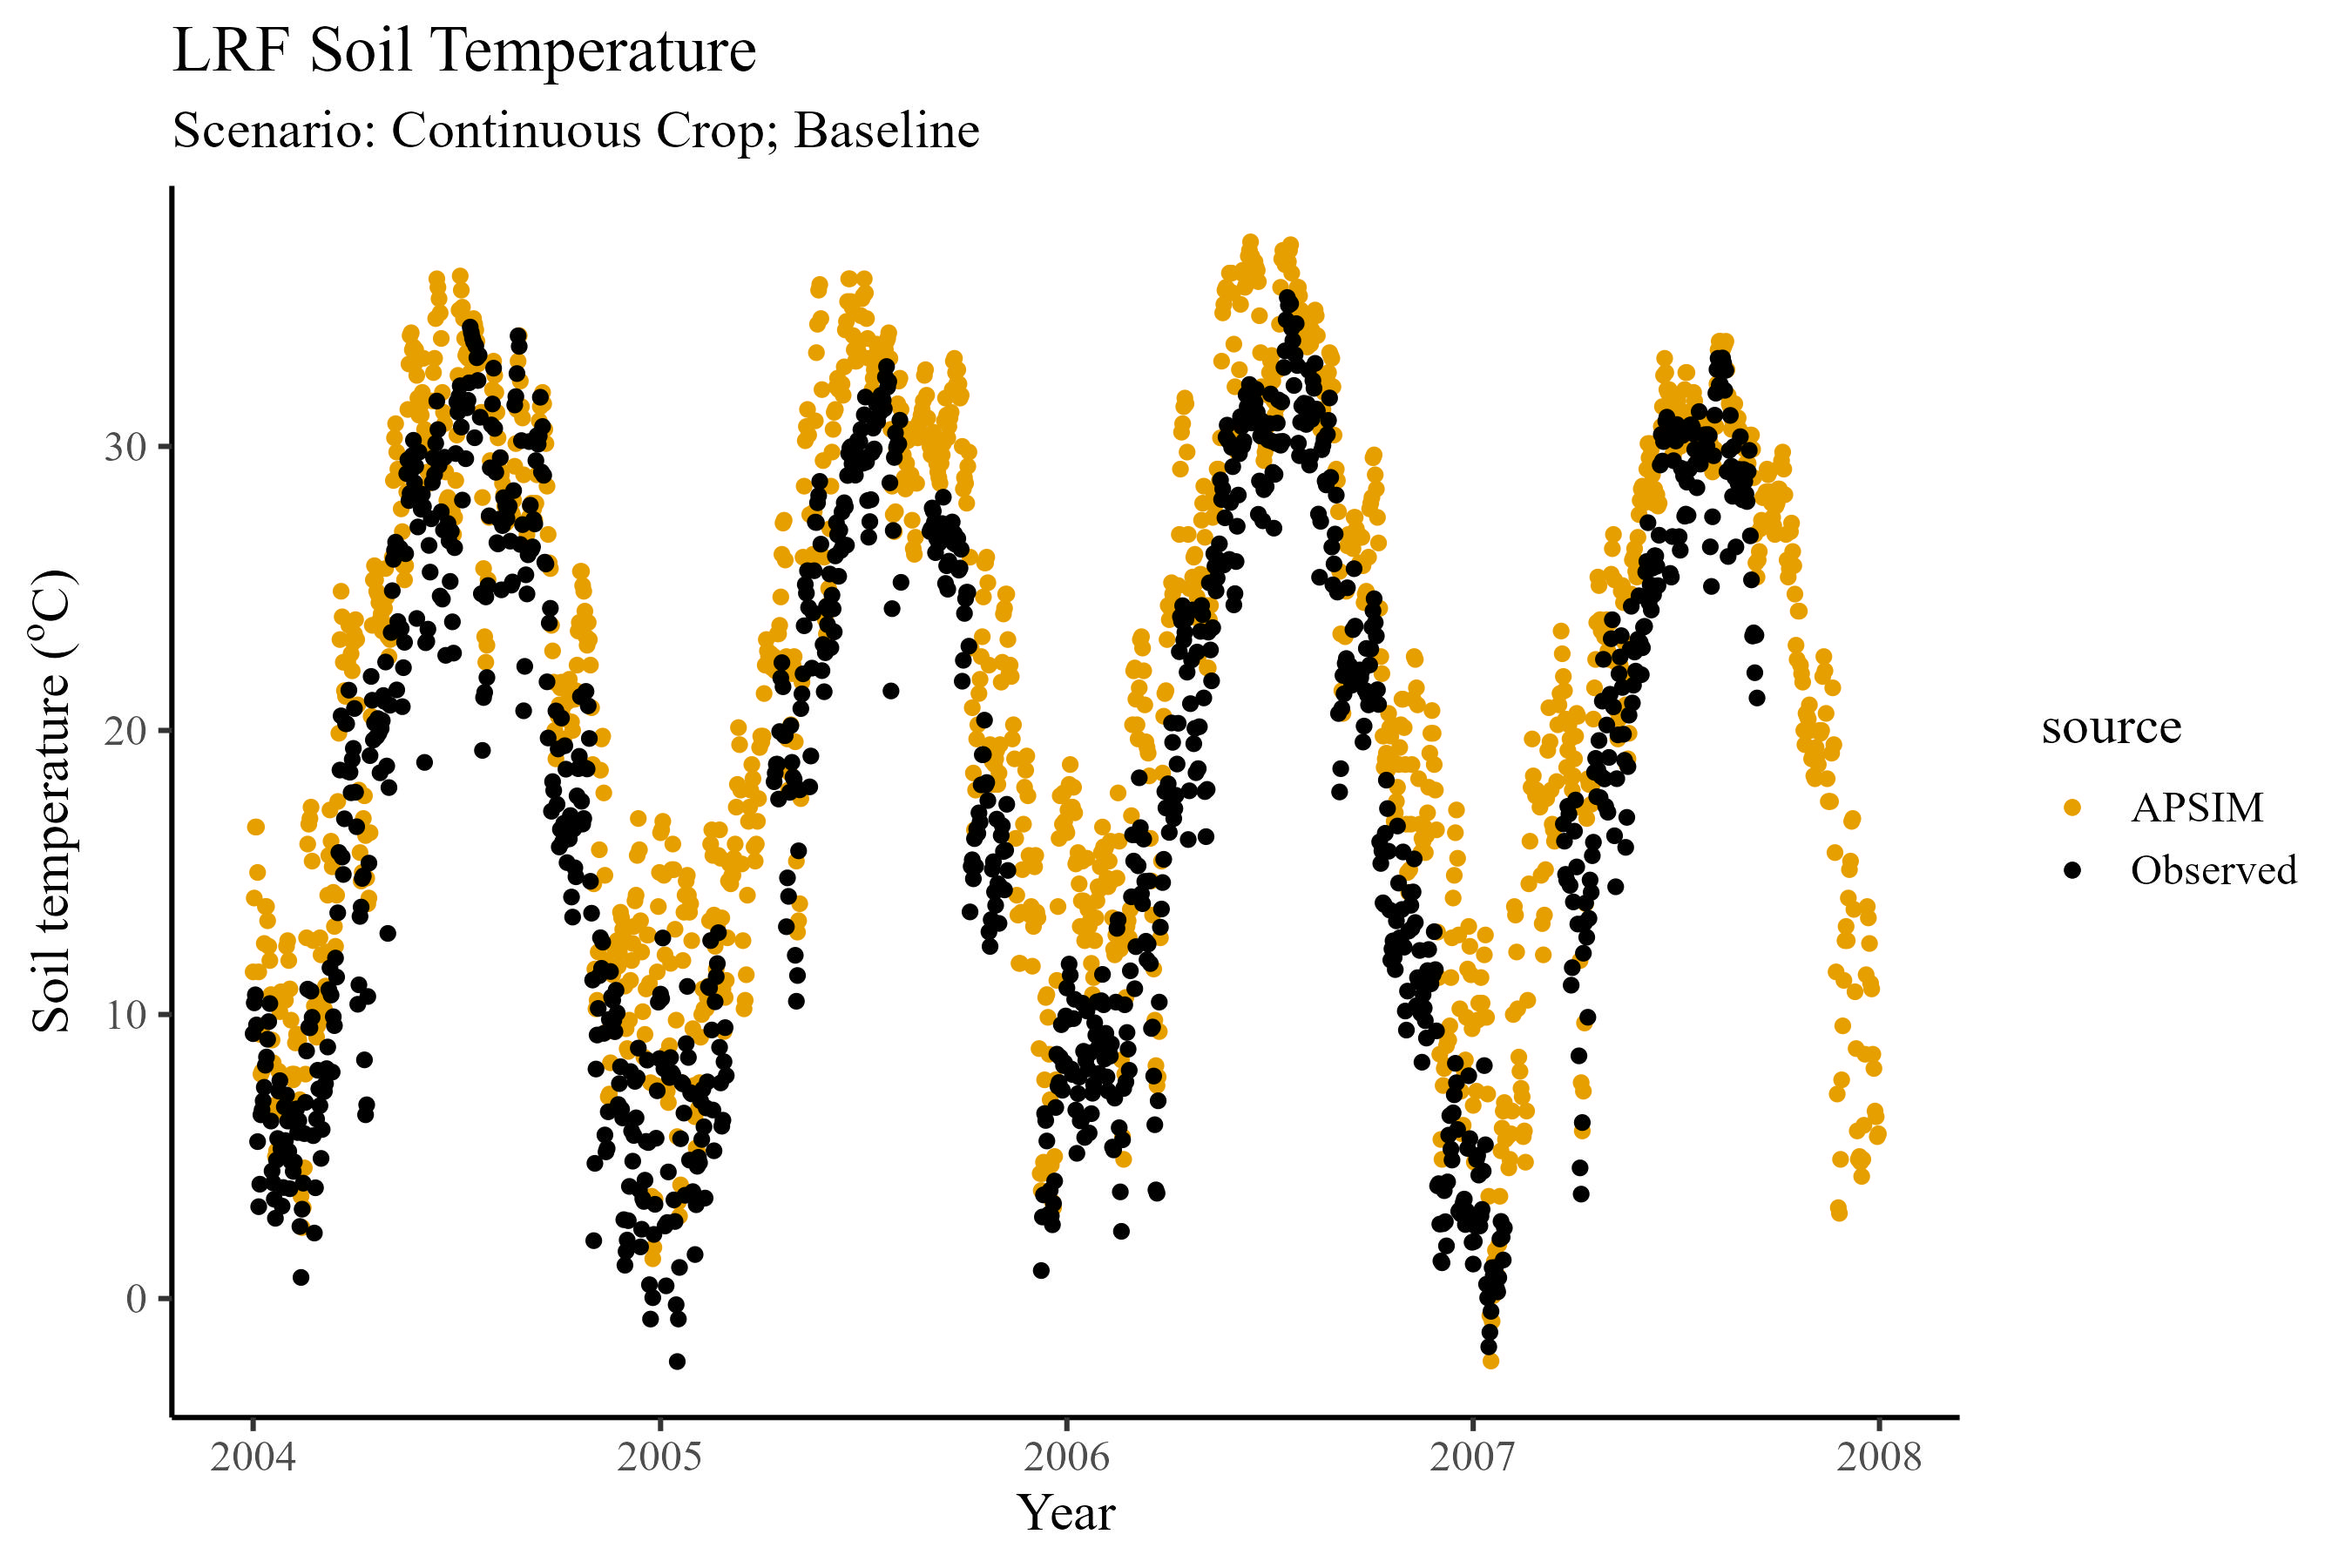 LRF Soil Temperature
Scenario: Continuous Crop; Baseline
Soil temperature (°C)
30
20
10
0
2004 2005 2006 2007 2008
Year
source
APSIM
Observed